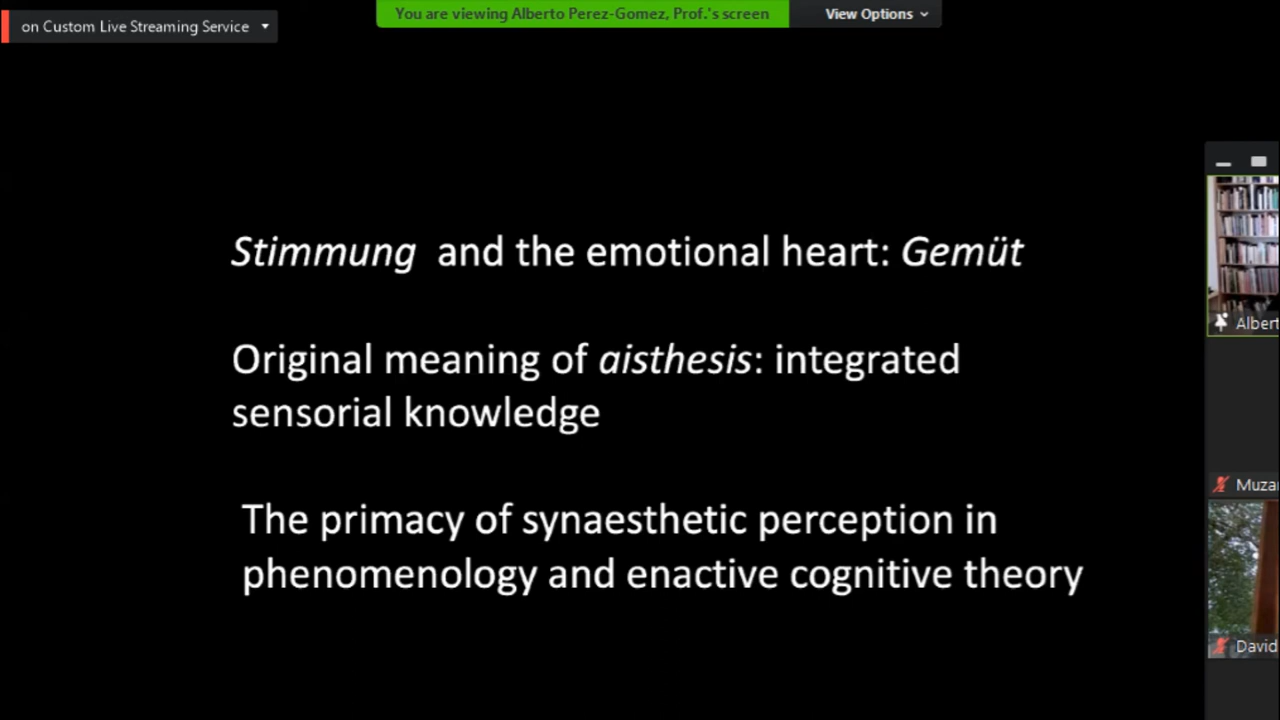 on Custom Live Streaming Service
You are viewing Alberto Perez-Gomez, Prof.'s screen
View Options
Stimmung and the emotional heart: Gemüt
Original meaning of aisthesis: integrated
sensorial knowledge
The primacy of synaesthetic perception in
phenomenology and enactive cognitive theory
Albert
Muza
David